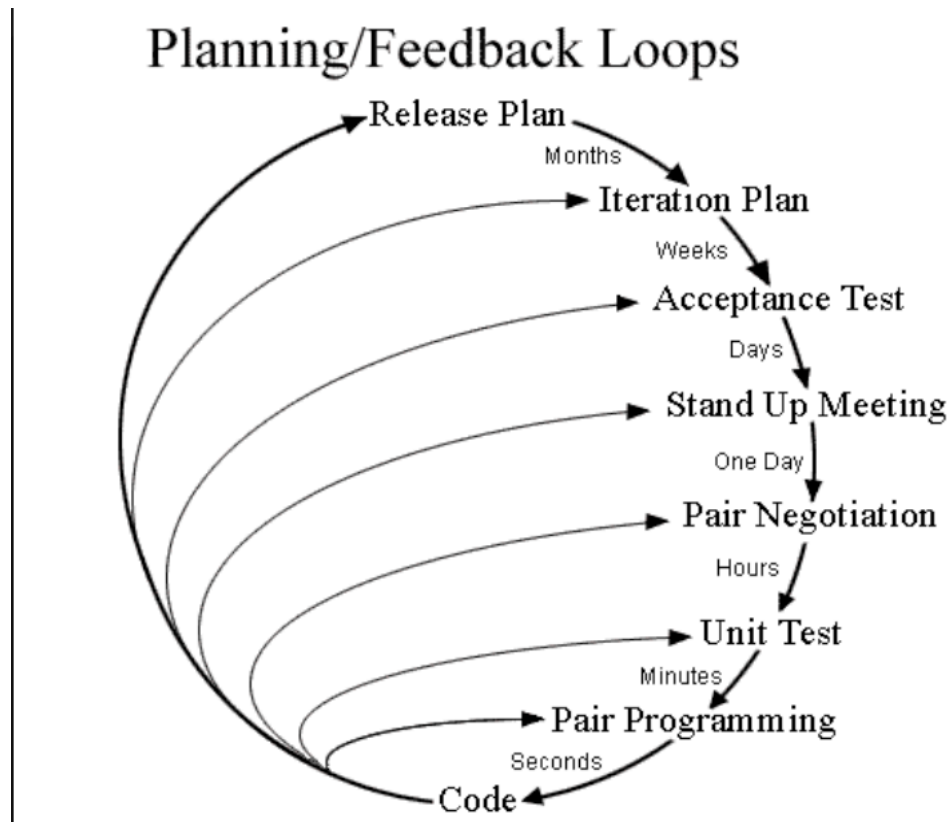 Planning/Feedback Loops
Release Plan
Months
Iteration Plan
Weeks
Acceptance Test
Days
Stand Up Meeting
One Day
Pair Negotiation
Hours
Unit Test
Minutes
Pair Programming
Seconds
Code